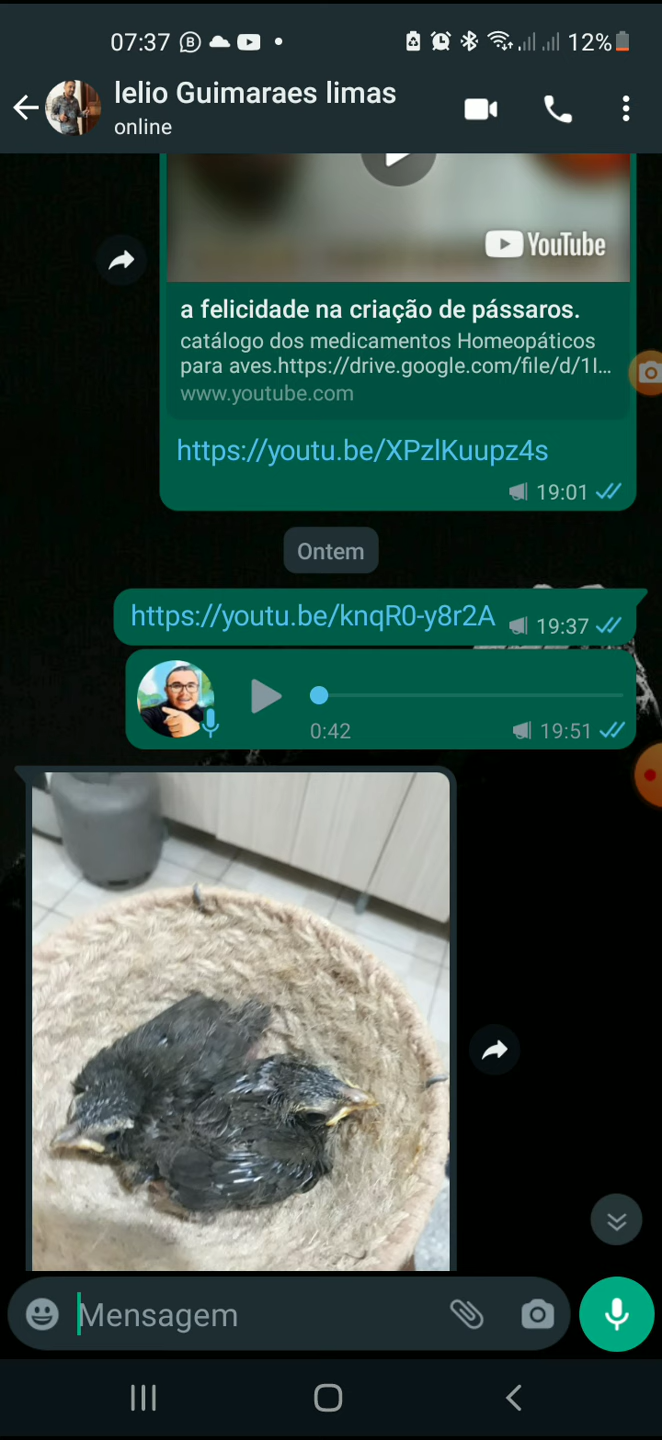 07:37
12%
lelio Guimaraes limas
online
YouTube
a felicidade na criação de pássaros.
catálogo dos medicamentos Homeopáticos
para aves.https://drive.google.com/file/d/1I...
www.youtube.com
https://youtu.be/XPzlKuupz4s
19:01
Ontem
https://youtu.be/knqR0-y8r2A
19:37
0:42
19:51
Mensagem